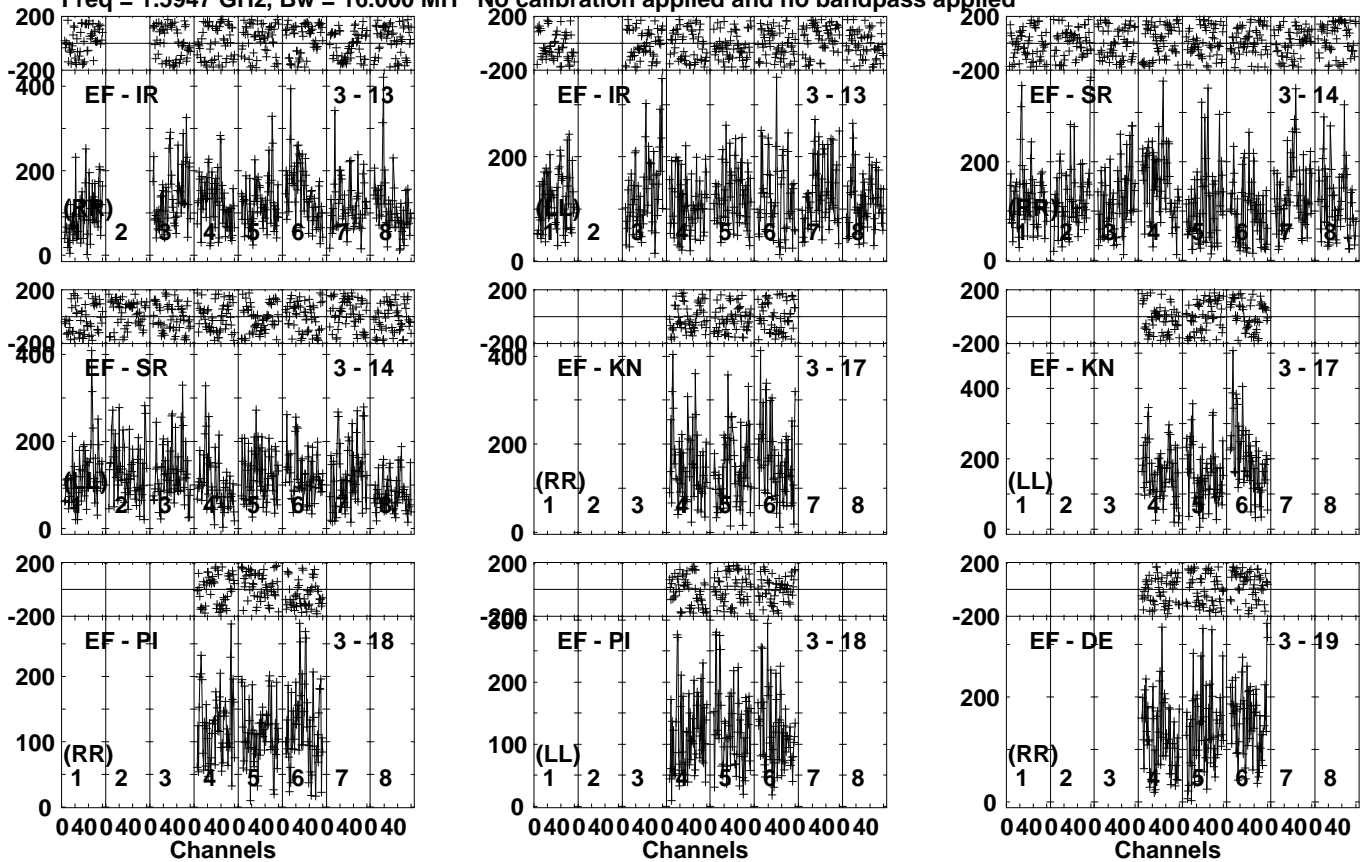 Freq = 1.5947 GHz, Bw = 16.000 MH No calibration applied and no bandpass applied
200 200 200
-200 -200 -200
400
EF - IR 3 - 13 EF - IR 3 - 13 EF - SR 3 - 14
200 200 200
(RR) (LL) (RR)
1 2 3 4 5 6 7 8 1 2 3 4 5 6 7 8 1 2 3 4 5 6 7 8
0 0 0
200 200 200
-200 -200 -200
400 400
EF - SR 3 - 14 EF - KN 3 - 17 EF - KN 3 - 17
400
200 200 200
(LL) (RR) (LL)
1 2 3 4 5 6 7 8 1 2 3 4 5 6 7 8 1 2 3 4 5 6 7 8
0 0 0
200 200 200
-200 -200 -200
300
EF - PI 3 - 18 EF - PI 3 - 18 EF - DE 3 - 19
200 200 200
100 100
(RR) (LL) (RR)
1 2 3 4 5 6 7 8 1 2 3 4 5 6 7 8 1 2 3 4 5 6 7 8
0 0 0
0 40 0 40 0 40 0 40 0 40 0 40 0 40 0 40 0 40 0 40 0 40 0 40 0 40 0 40 0 40 0 40 0 40 0 40 0 40 0 40 0 40 0 40 0 40 0 40
Channels Channels Channels